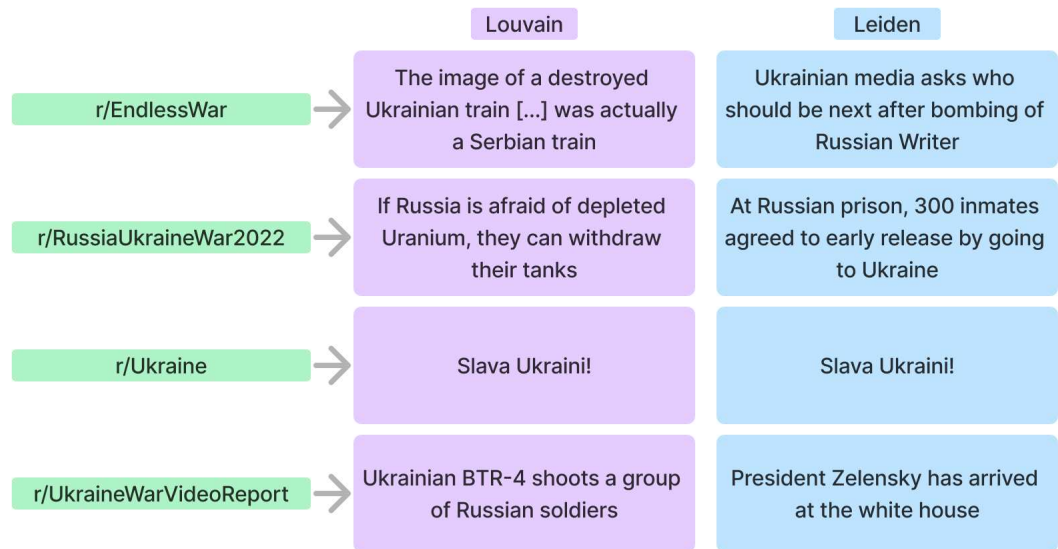 Louvain
Leiden
r/EndlessWar
The image of a destroyed
Ukrainian train [...] was actually
a Serbian train
Ukrainian media asks who
should be next after bombing of
Russian Writer
r/RussiaUkraineWar2022
If Russia is afraid of depleted
Uranium, they can withdraw
their tanks
At Russian prison, 300 inmates
agreed to early release by going
to Ukraine
r/Ukraine
Slava Ukraini!
Slava Ukraini!
r/UkraineWarVideoReport
Ukrainian BTR-4 shoots a group
of Russian soldiers
President Zelensky has arrived
at the white house